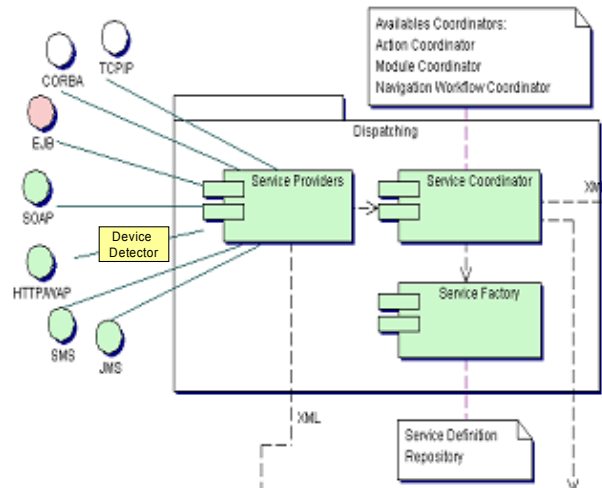 Availables Coordinators:
Action Coordinator
Module Coordinator
Navigation Workflow Coordinator
TCPIP
CORBA
EJB
SOAP
HTTP/WAP
SMS
JMS
Device
Detector
Dispatching
Service Providers
Service Coordinator
XM
Service Factory
XML
Service Definition
Repository